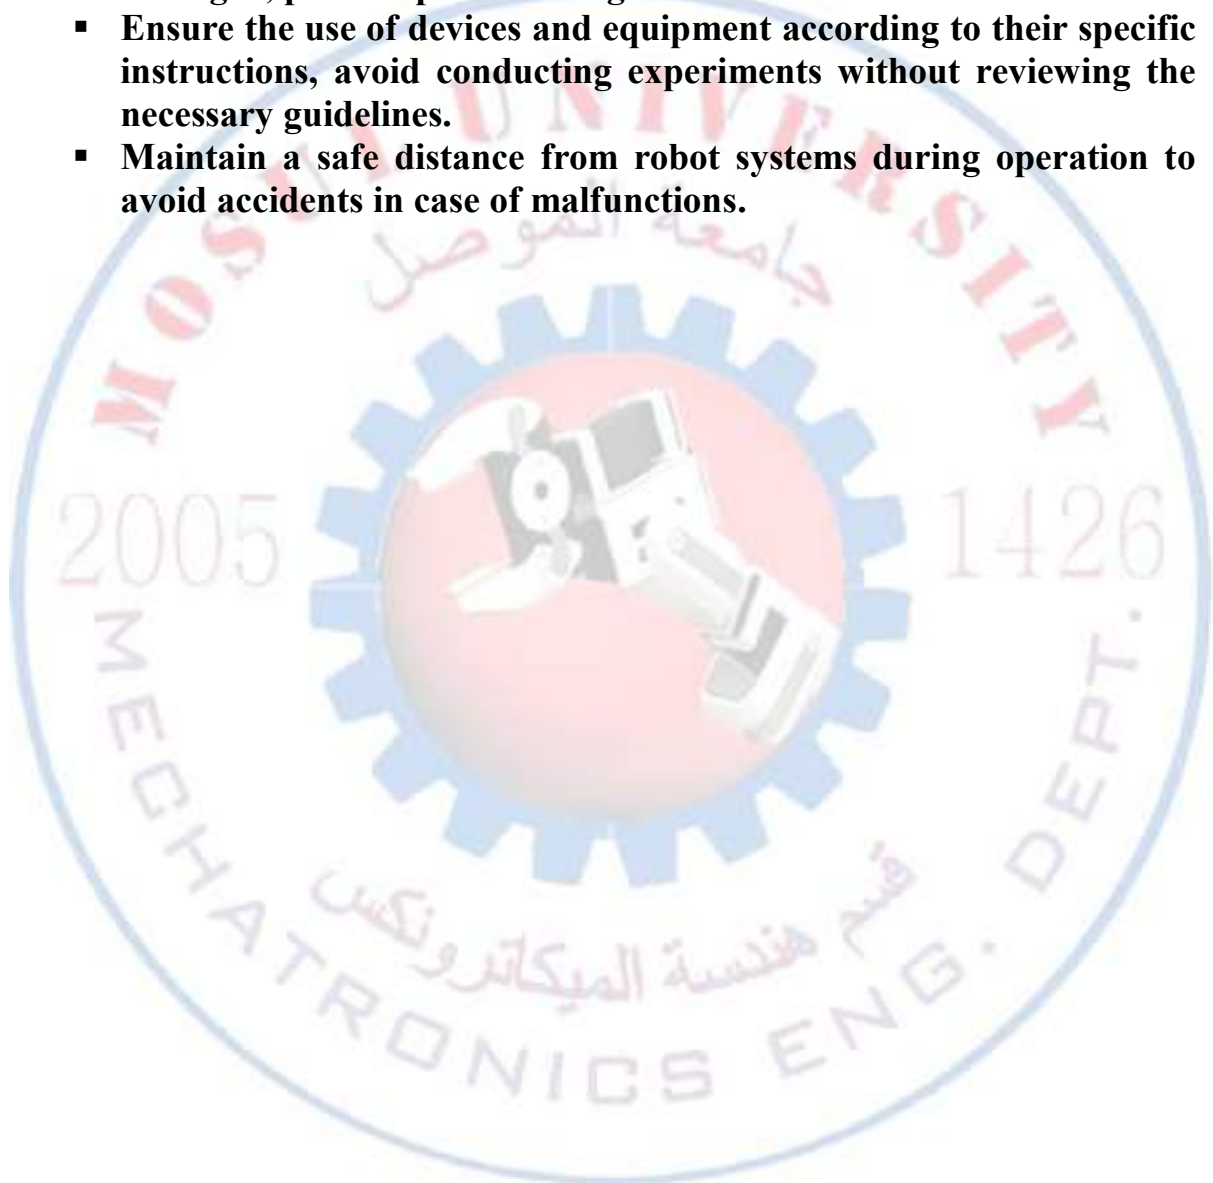 ▪ Ensure the use of devices and equipment according to their specific
instructions, avoid conducting experiments without reviewing the
necessary guidelines.
▪ Maintain a safe distance from robot systems during operation to
avoid accidents in case of malfunctions.
MOSUL UNIVERSITY
جامعة الموصل
2005
1426
قسم هندسة الميكاترونكس
MECHATRONICS ENG. DEPT.